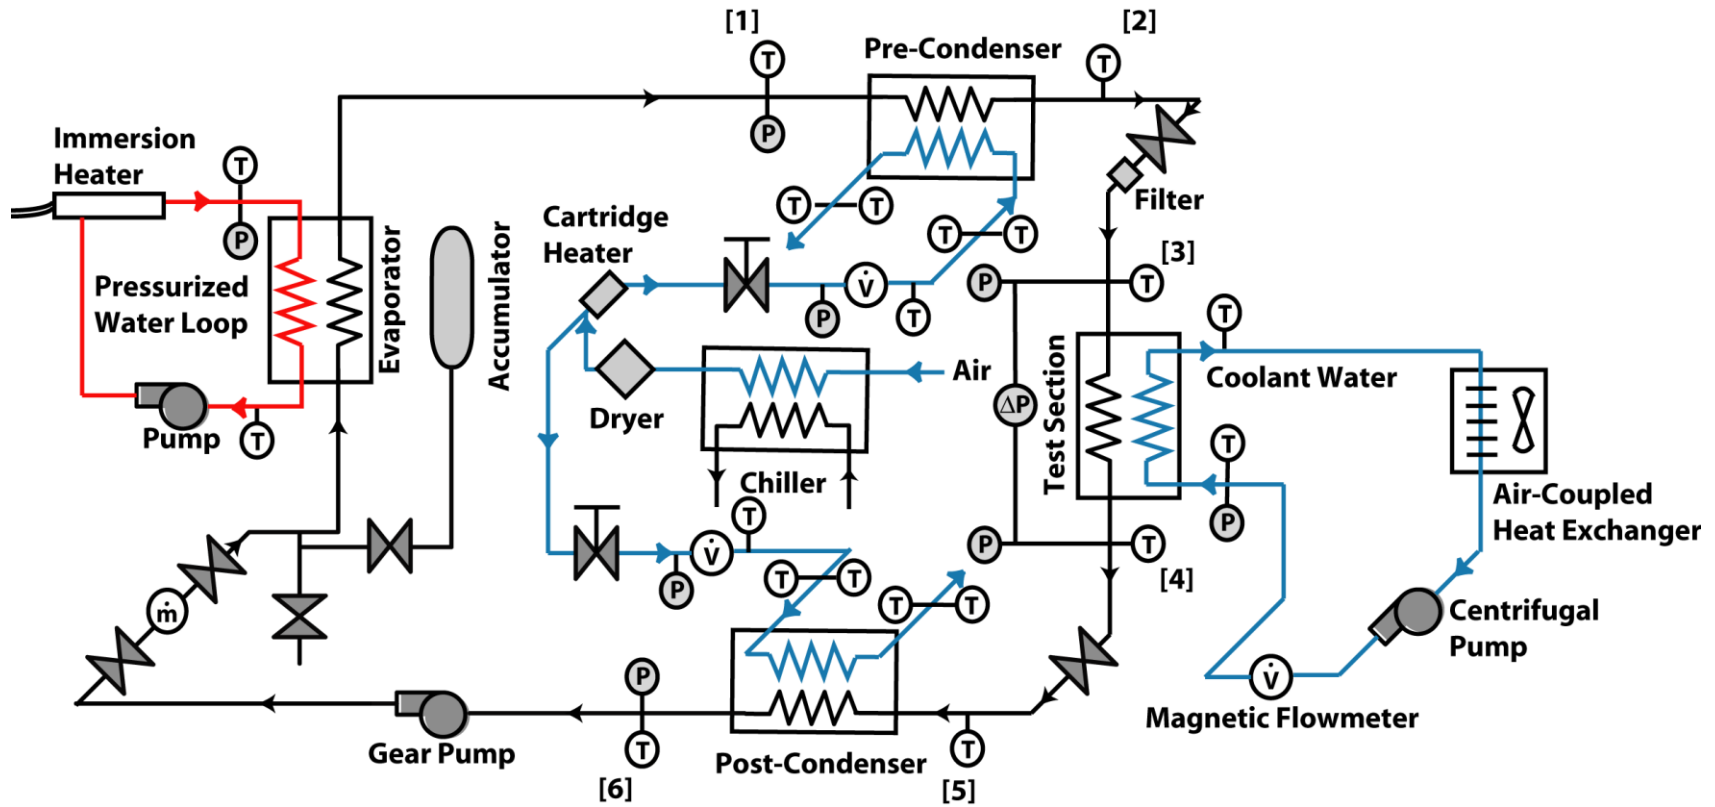 [1]
[2]
Pre-Condenser
T
T
P
Immersion
Heater
T
P
Pressurized
Water Loop
Evaporator
Accumulator
Pump
T
Cartridge
Heater
T
T
T
T
Filter
[3]
P
T
P
V̇
T
Air
Dryer
Chiller
ΔP
Test Section
T
Coolant Water
T
P
Air-Coupled
Heat Exchanger
P
T
[4]
T
P
V̇
T
T
T
T
ṁ
Centrifugal
Pump
V̇
Magnetic Flowmeter
P
T
Gear Pump
[6]
Post-Condenser
T
[5]